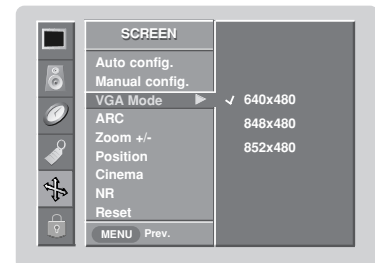 SCREEN
Auto config.
Manual config.
VGA Mode ▶ ✓ 640x480
848x480
852x480
ARC
Zoom +/-
Position
Cinema
NR
Reset
MENU Prev.